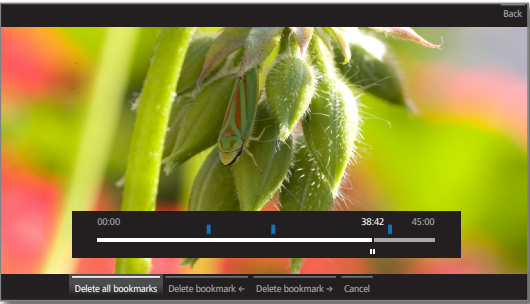 Back
00:00 38:42 45:00
Delete all bookmarks Delete bookmark ← Delete bookmark → Cancel